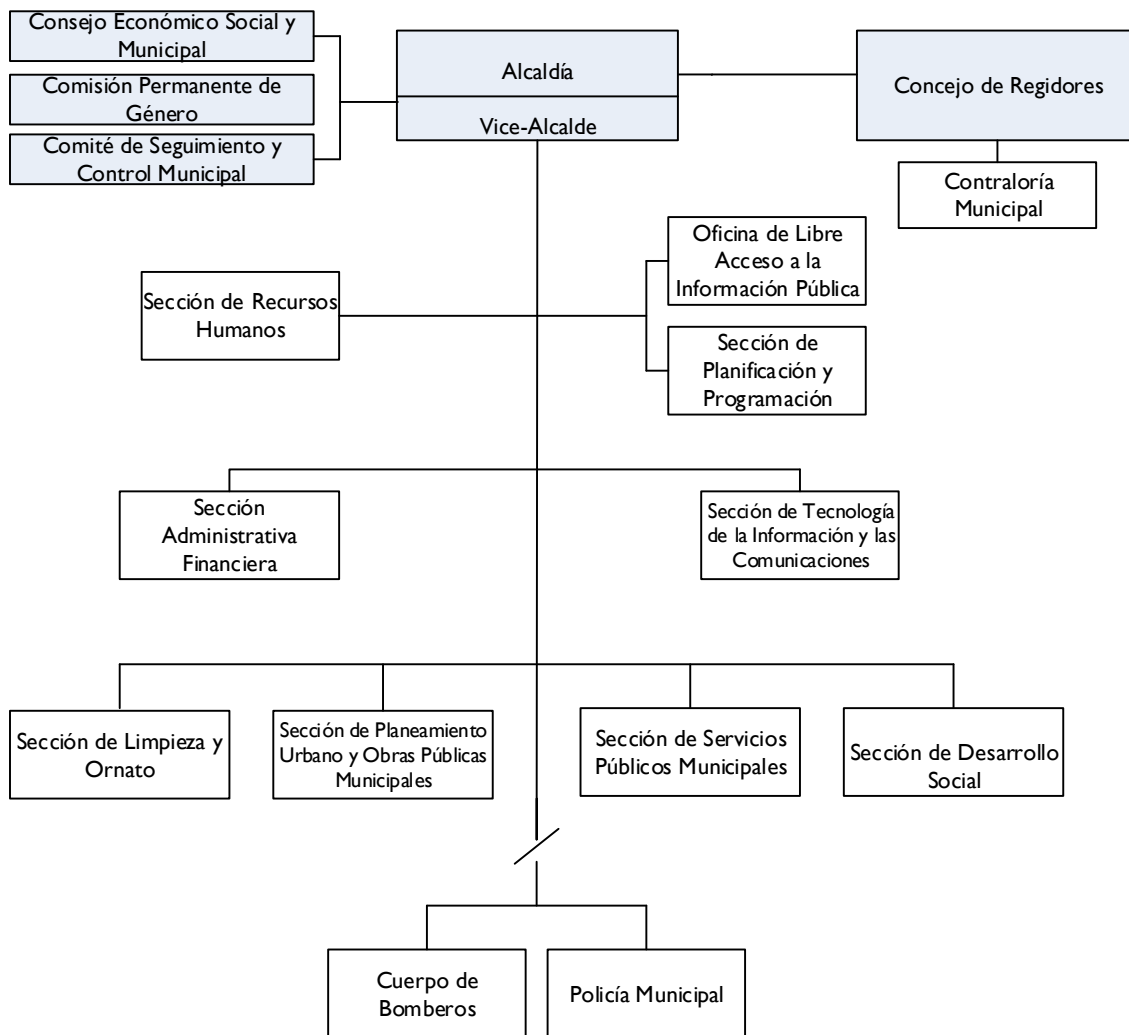 Consejo Económico Social y
Municipal
Comisión Permanente de
Género
Comité de Seguimiento y
Control Municipal
Alcaldía
Vice-Alcalde
Concejo de Regidores
Contraloría
Municipal
Oficina de Libre
Acceso a la
Información Pública
Sección de Recursos
Humanos
Sección de
Planificación y
Programación
Sección
Administrativa
Financiera
Sección de Tecnología
de la Información y las
Comunicaciones
Sección de Limpieza y
Ornato
Sección de Planeamiento
Urbano y Obras Públicas
Municipales
Sección de Servicios
Públicos Municipales
Sección de Desarrollo
Social
Cuerpo de
Bomberos
Policía Municipal